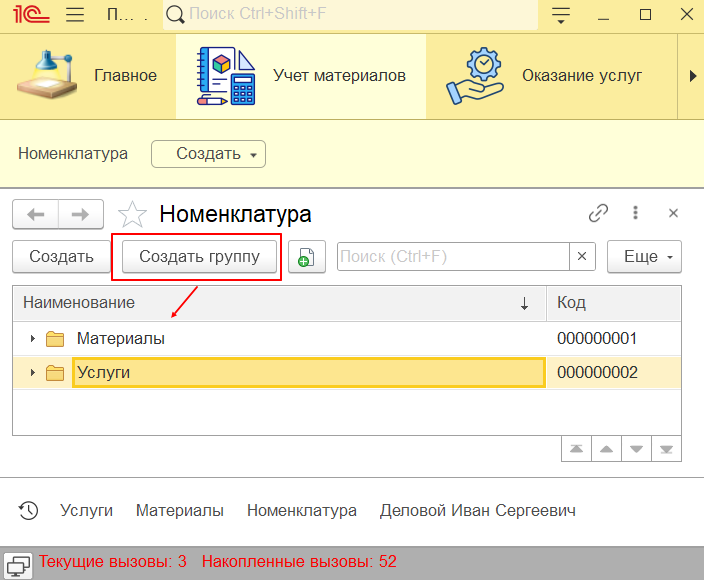 1С П... . Поиск Ctrl+Shift+F
Главное Учет материалов Оказание услуг
Номенклатура Создать
Номенклатура
Создать Создать группу Поиск (Ctrl+F) × Еще
Наименование ↓ Код
Материалы 000000001
Услуги 000000002
Услуги Материалы Номенклатура Деловой Иван Сергеевич
Текущие вызовы: 3 Накопленные вызовы: 52